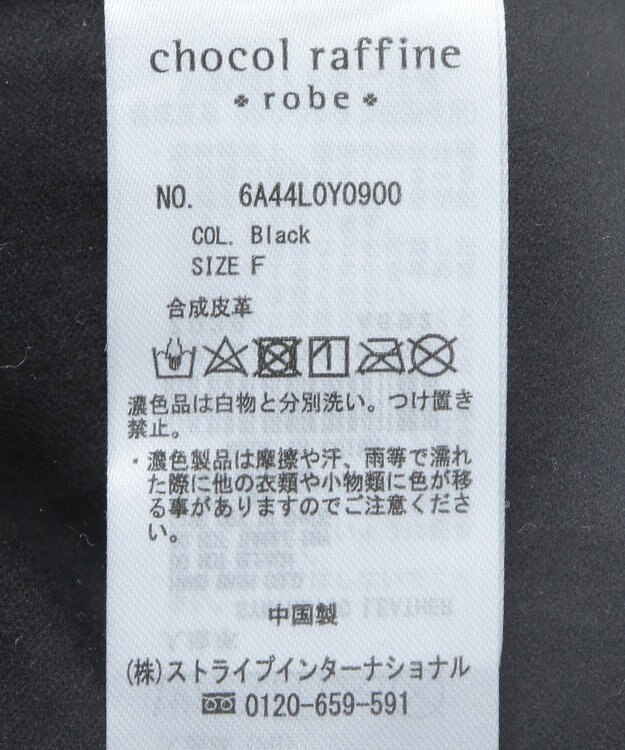 chocol raffine
robe
NO. 6A44L0Y0900
COL. Black
SIZE F
合成皮革
濃色品は白物と分別洗い。つけ置き
禁止。
・濃色製品は摩擦や汗、雨等で濡れ
た際に他の衣類や小物類に色が移
る事がありますのでご注意くださ
い。
中国製
(株)ストライプインターナショナル
0120-659-591